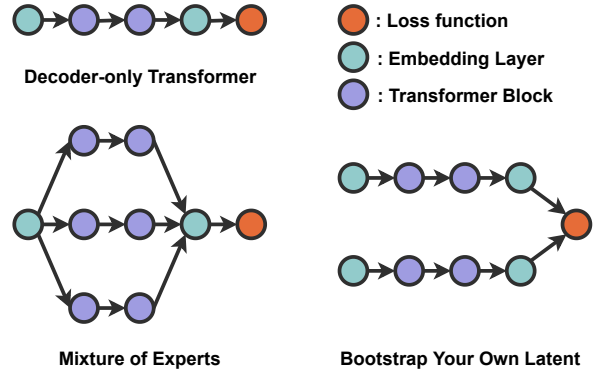 Decoder-only Transformer
: Loss function
: Embedding Layer
: Transformer Block
Mixture of Experts
Bootstrap Your Own Latent